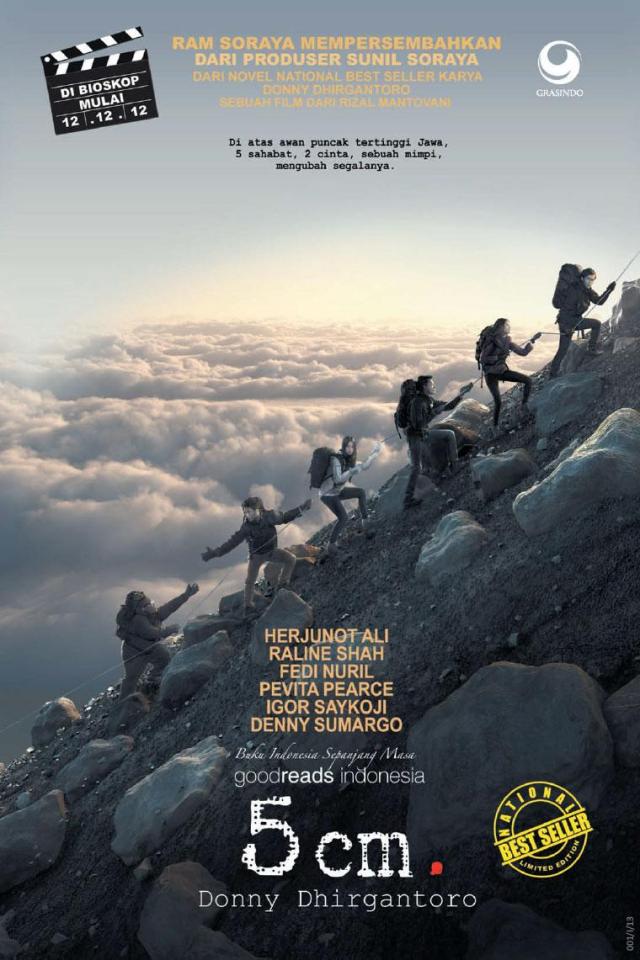 DI BIOSKOP
MULAI
12 .12 . 12
RAM SORAYA MEMPERSEMBAHKAN
DARI PRODUSER SUNIL SORAYA
DARI NOVEL NATIONAL BEST SELLER KARYA
DONNY DHIRGANTORO
SEBUAH FILM DARI RIZAL MANTOVANI
GRASINDO
Di atas awan puncak tertinggi Jawa,
5 sahabat, 2 cinta, sebuah mimpi,
mengubah segalanya.
HERJUNOT ALI
RALINE SHAH
FEDI NURIL
PEVITA PEARCE
IGOR SAYKOJI
DENNY SUMARGO
Buku Indonesia Sepanjang Masa
goodreads indonesia
5 cm.
Donny Dhirgantoro
NATIONAL
BEST SELLER
LIMITED EDITION
001/I/13